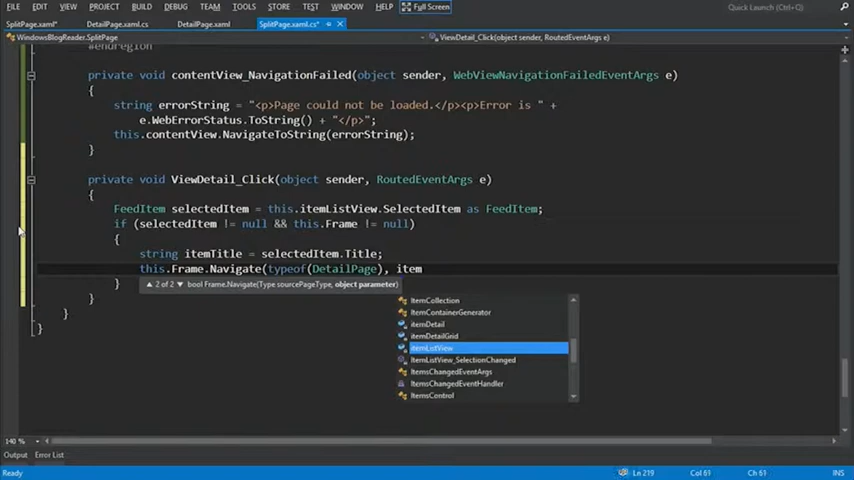 FILE EDIT VIEW PROJECT BUILD DEBUG TEAM TOOLS STORE TEST WINDOW HELP Full Screen Quick Launch (Ctrl+Q)
SplitPage.xaml* DetailPage.xaml.cs DetailPage.xaml SplitPage.xaml.cs*
WindowsBlogReader.SplitPage ViewDetail_Click(object sender, RoutedEventArgs e)
#endregion
private void contentView_NavigationFailed(object sender, WebViewNavigationFailedEventArgs e)
{
string errorString = "<p>Page could not be loaded.</p><p>Error is " +
e.WebErrorStatus.ToString() + "</p>";
this.contentView.NavigateToString(errorString);
}
private void ViewDetail_Click(object sender, RoutedEventArgs e)
{
FeedItem selectedItem = this.itemListView.SelectedItem as FeedItem;
if (selectedItem != null && this.Frame != null)
{
string itemTitle = selectedItem.Title;
this.Frame.Navigate(typeof(DetailPage), item
}
▲ 2 of 2 ▼ bool Frame.Navigate(Type sourcePageType, object parameter)
}
}
}
ItemCollection
ItemContainerGenerator
itemDetail
itemDetailGrid
itemListView
itemListView_SelectionChanged
ItemsChangedEventArgs
ItemsChangedEventHandler
ItemsControl
140 %
Output Error List
Ready Ln 219 Col 61 Ch 61 INS